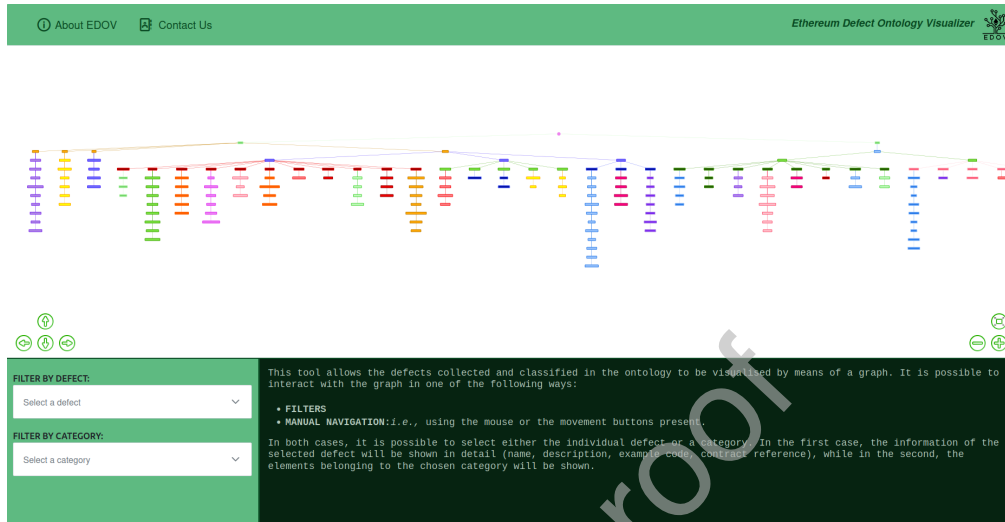 About EDOV
Contact Us
Ethereum Defect Ontology Visualizer
EDOV
FILTER BY DEFECT:
Select a defect
FILTER BY CATEGORY:
Select a category
This tool allows the defects collected and classified in the ontology to be visualised by means of a graph. It is possible to
interact with the graph in one of the following ways:
• FILTERS
• MANUAL NAVIGATION:i.e., using the mouse or the movement buttons present.
In both cases, it is possible to select either the individual defect or a category. In the first case, the information of the
selected defect will be shown in detail (name, description, example code, contract reference), while in the second, the
elements belonging to the chosen category will be shown.
roof